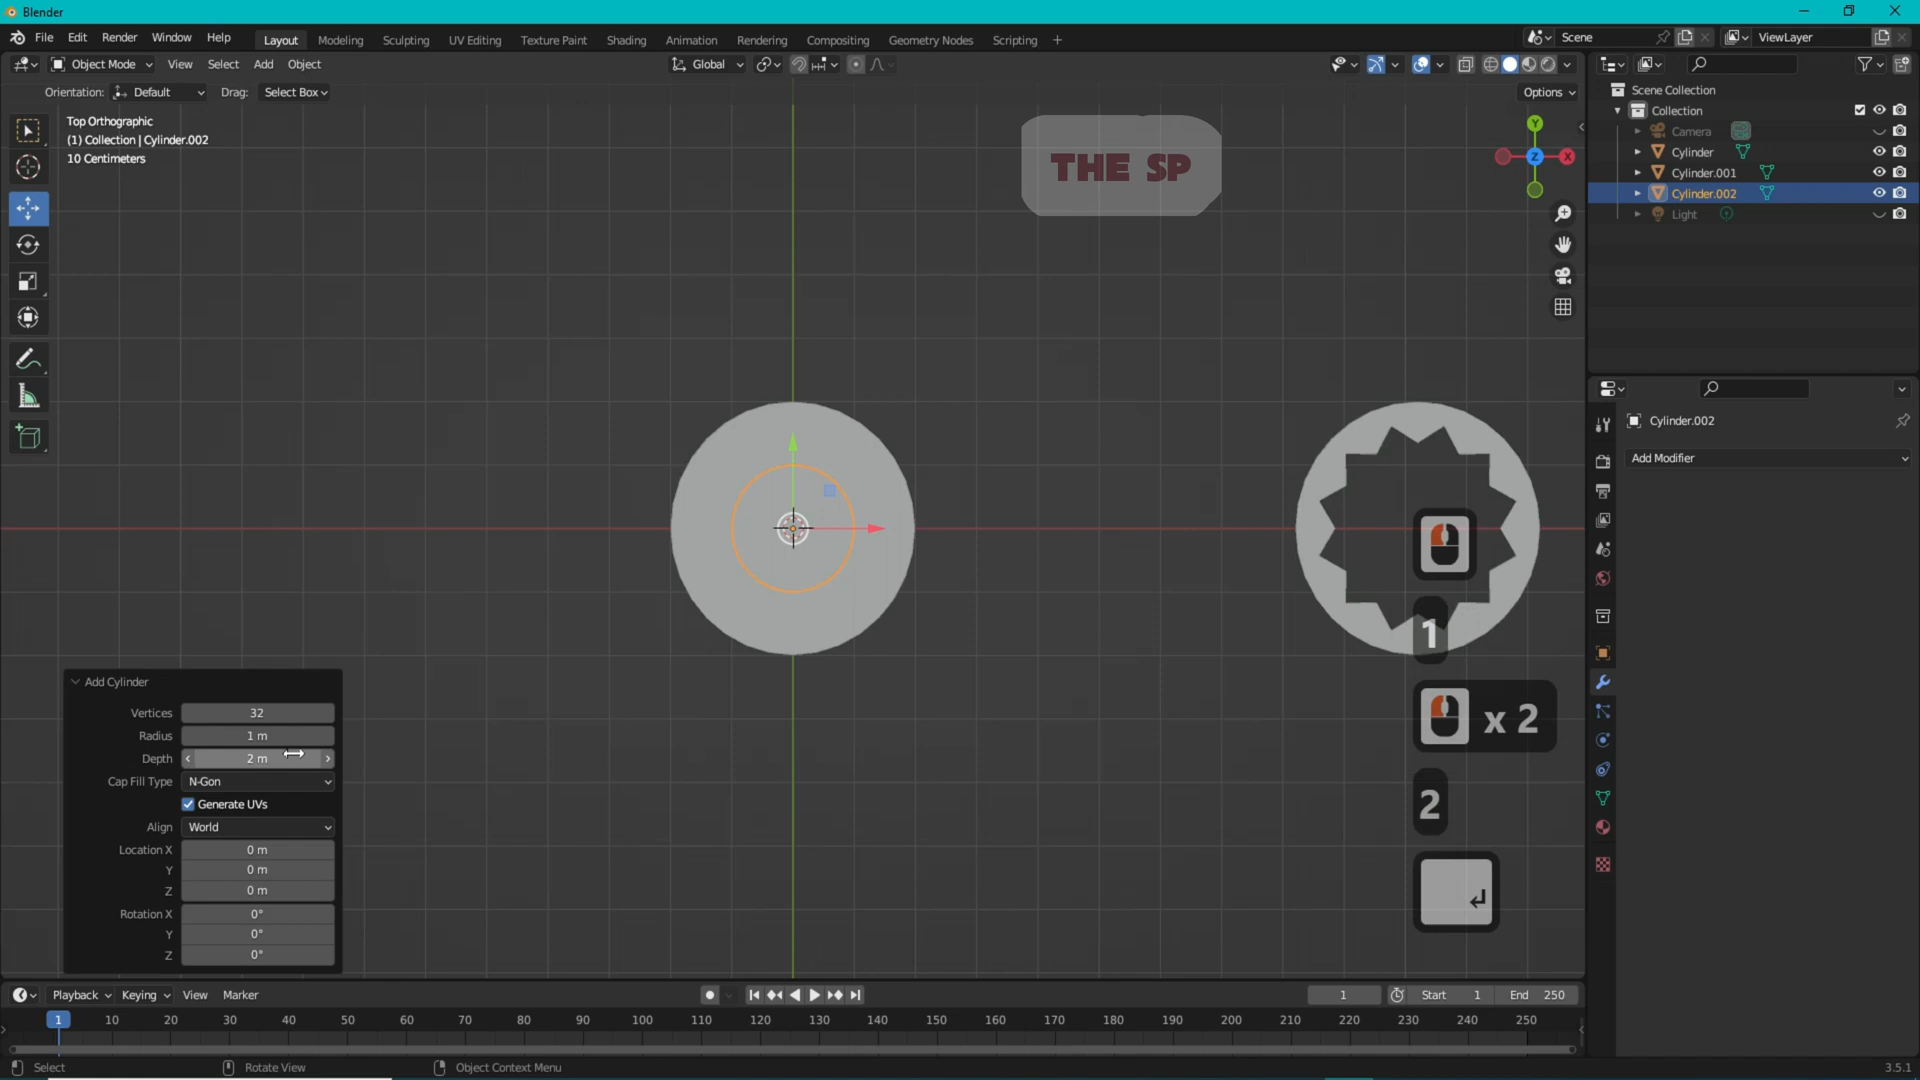 Blender
File Edit Render Window Help
Layout Modeling Sculpting UV Editing Texture Paint Shading Animation Rendering Compositing Geometry Nodes Scripting +
Scene
ViewLayer
Object Mode View Select Add Object
Global
Orientation: Default Drag: Select Box
Options
Top Orthographic
(1) Collection | Cylinder.002
10 Centimeters
THE SP
Y
Z
X
Scene Collection
Collection
Camera
Cylinder
Cylinder.001
Cylinder.002
Light
Cylinder.002
Add Modifier
1
x 2
2
Add Cylinder
Vertices 32
Radius 1 m
Depth 2 m
Cap Fill Type N-Gon
Generate UVs
Align World
Location X 0 m
Y 0 m
Z 0 m
Rotation X 0°
Y 0°
Z 0°
Playback Keying View Marker
1
Start 1 End 250
1 10 20 30 40 50 60 70 80 90 100 110 120 130 140 150 160 170 180 190 200 210 220 230 240 250
Select Rotate View Object Context Menu
3.5.1